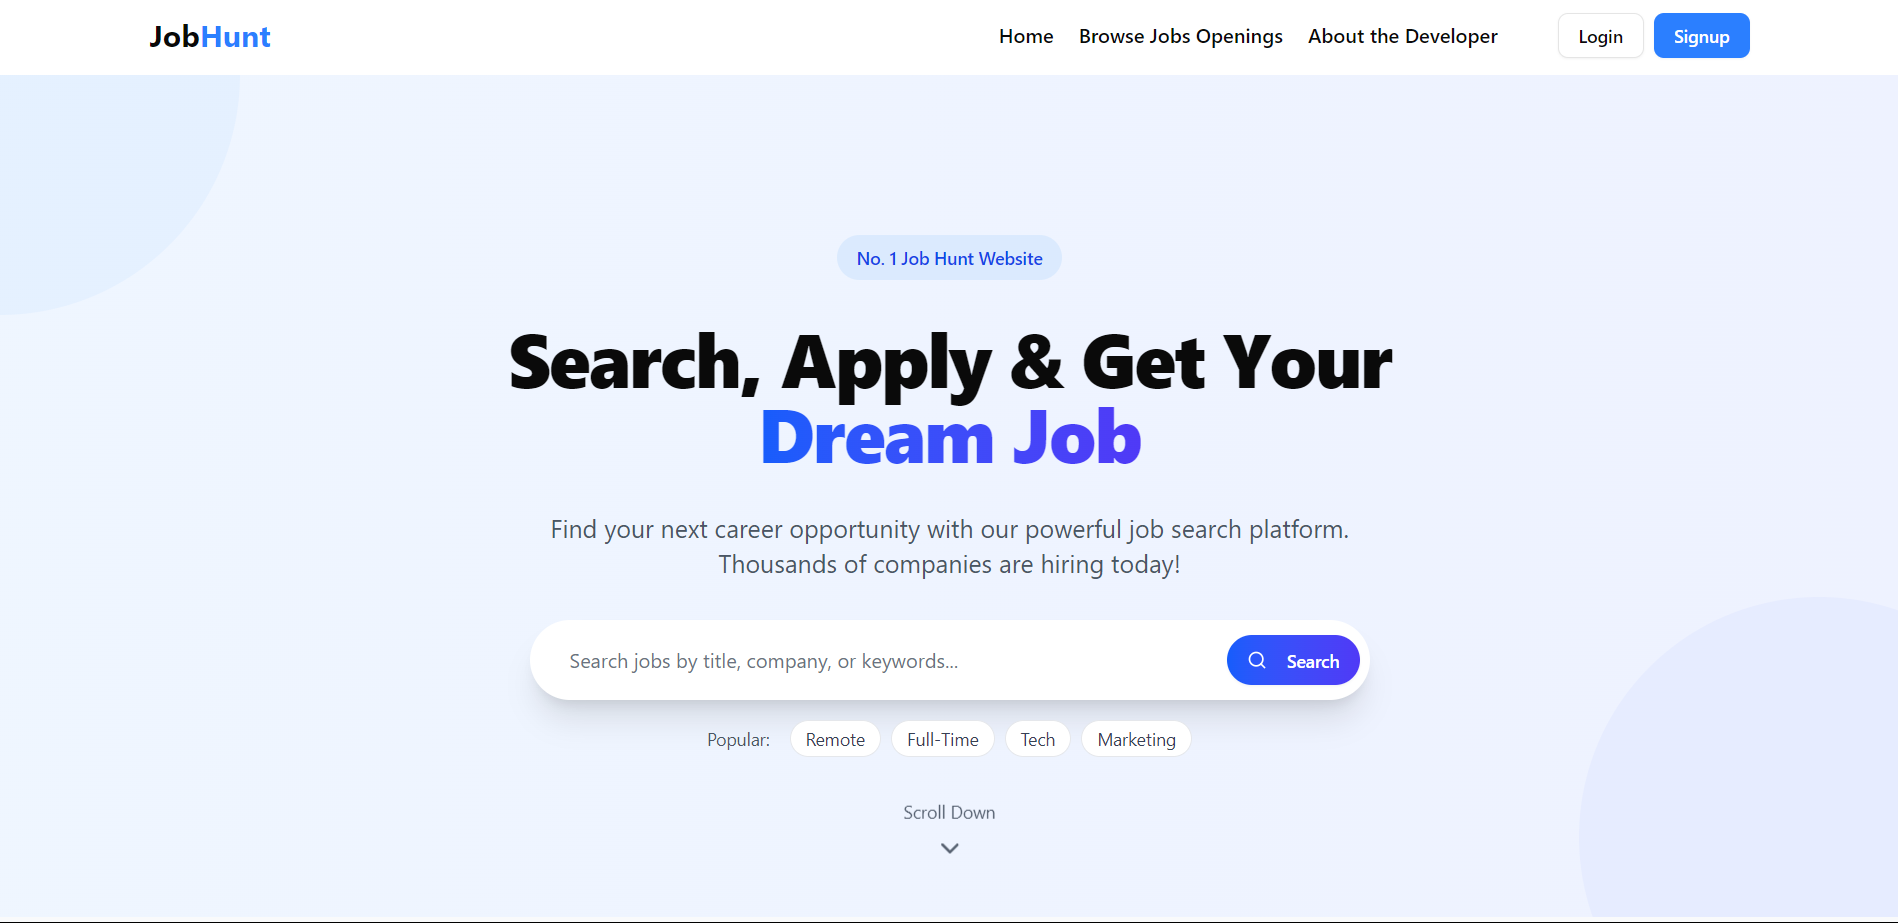 JobHunt
Home Browse Jobs Openings About the Developer Login Signup
No. 1 Job Hunt Website
Search, Apply & Get Your
Dream Job
Find your next career opportunity with our powerful job search platform.
Thousands of companies are hiring today!
Search jobs by title, company, or keywords... Search
Popular: Remote Full-Time Tech Marketing
Scroll Down